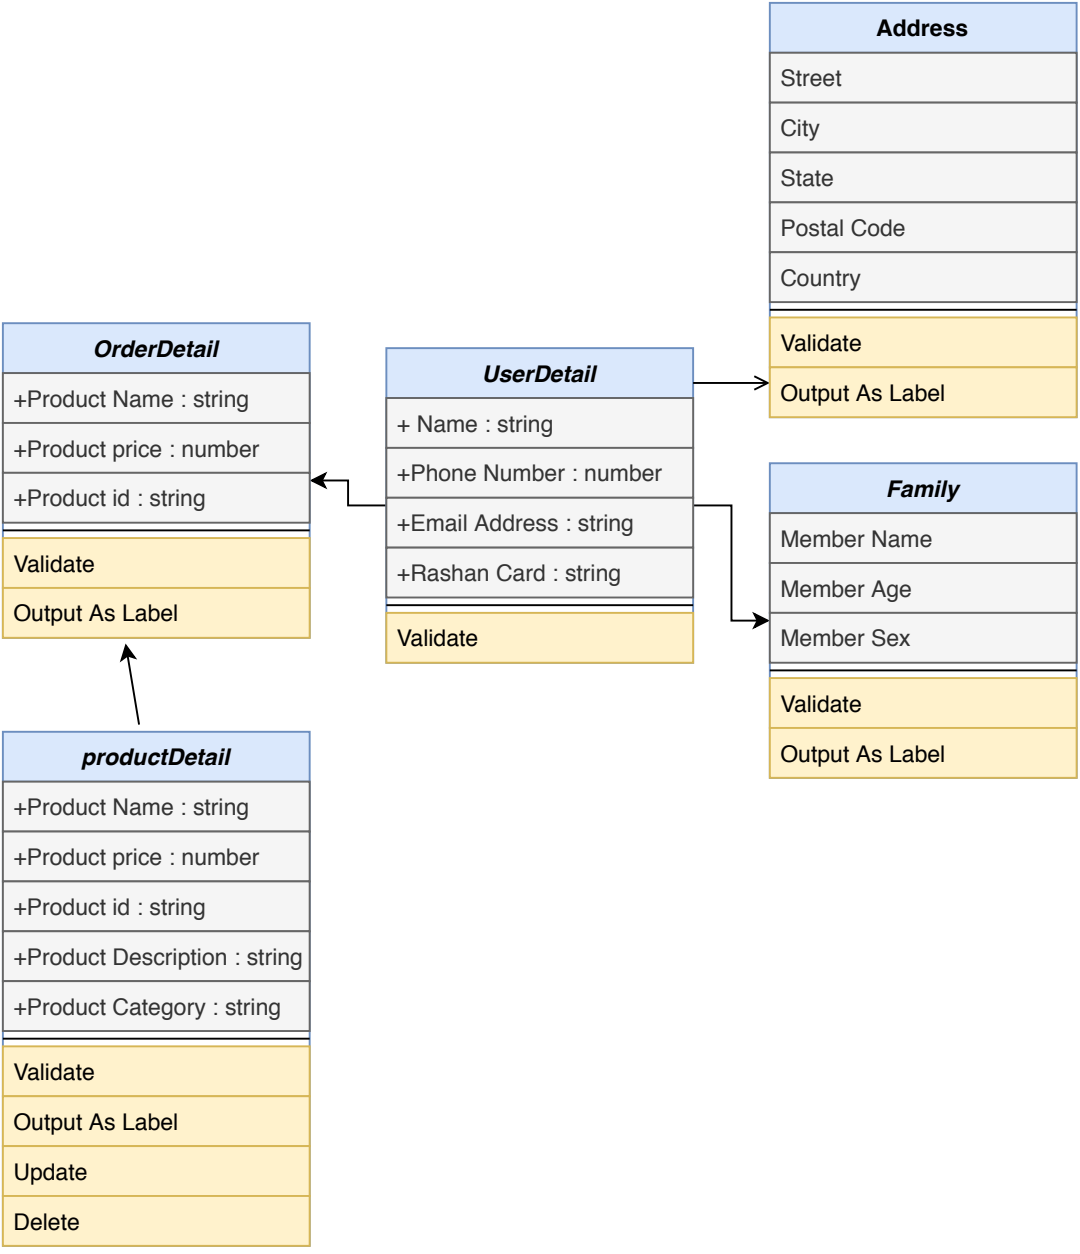 Address
Street
City
State
Postal Code
Country
Validate
Output As Label
OrderDetail
+Product Name : string
+Product price : number
+Product id : string
Validate
Output As Label
UserDetail
+ Name : string
+Phone Number : number
+Email Address : string
+Rashan Card : string
Validate
Family
Member Name
Member Age
Member Sex
Validate
Output As Label
productDetail
+Product Name : string
+Product price : number
+Product id : string
+Product Description : string
+Product Category : string
Validate
Output As Label
Update
Delete